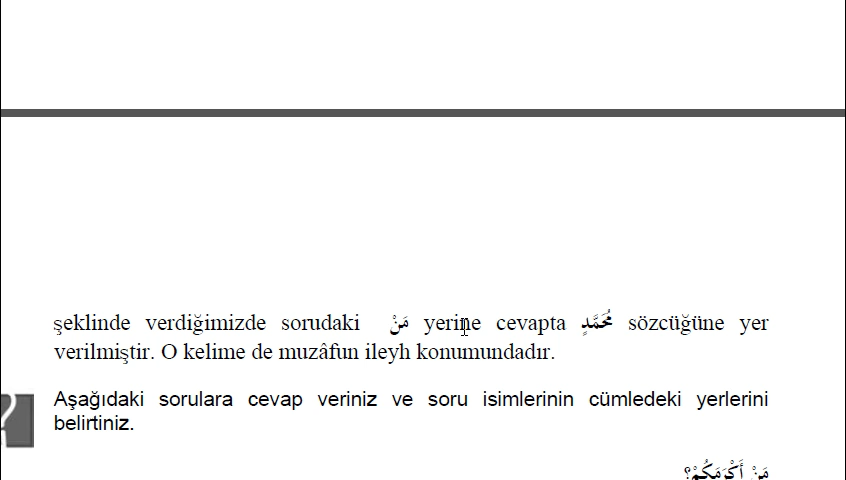 şeklinde verdiğimizde sorudaki مَنْ yerine cevapta مُحَمَّدٍ sözcüğüne yer
verilmiştir. O kelime de muzâfun ileyh konumundadır.
Aşağıdaki sorulara cevap veriniz ve soru isimlerinin cümledeki yerlerini
belirtiniz.
مَنْ أَكْرَمَكُمْ؟